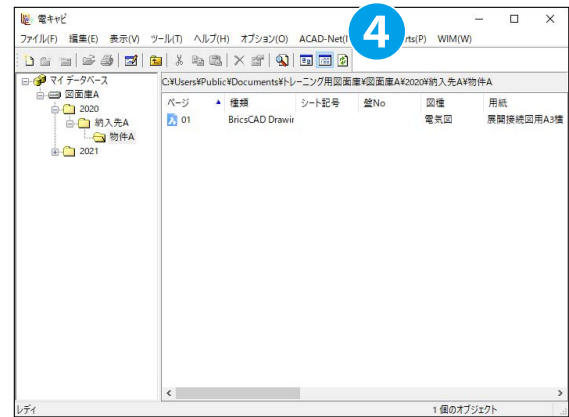 電キャビ
ファイル(F) 編集(E) 表示(V) ツール(T) ヘルプ(H) オプション(O) ACAD-Net( rts(P) WIM(W)
4
マイ データベース
図面庫A
2020
納入先A
物件A
2021
C:¥Users¥Public¥Documents¥トレーニング用図面庫¥図面庫A¥2020¥納入先A¥物件A
ページ 種類 シート記号 盤No 図種 用紙
01 BricsCAD Drawir 電気図 展開接続図用A3横
レディ 1 個のオブジェクト